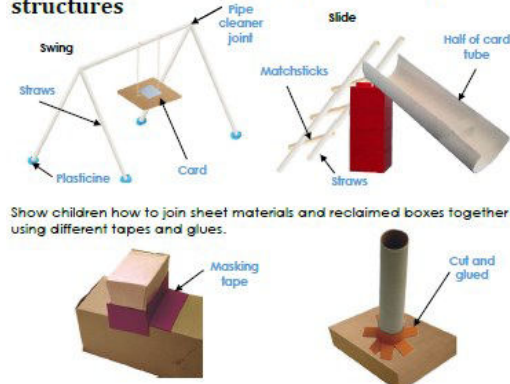 structures
Pipe
cleaner
joint
Swing
Straws
Plasticine
Card
Slide
Half of card
tube
Matchsticks
Straws
Show children how to join sheet materials and reclaimed boxes together
using different tapes and glues.
Masking
tape
Cut and
glued